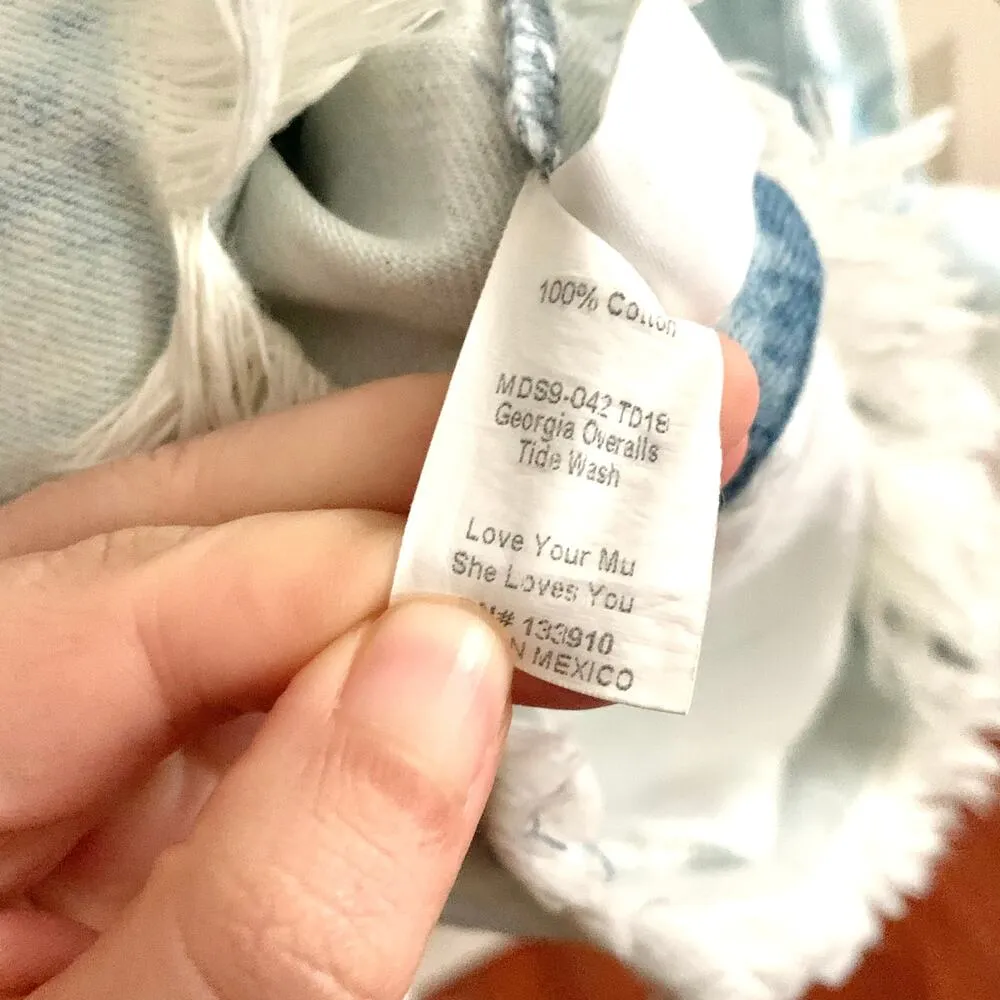 100% Cotton
MDS9-042 TD18
Georgia Overalls
Tide Wash
Love Your Mu
She Loves You
N# 133910
N MEXICO